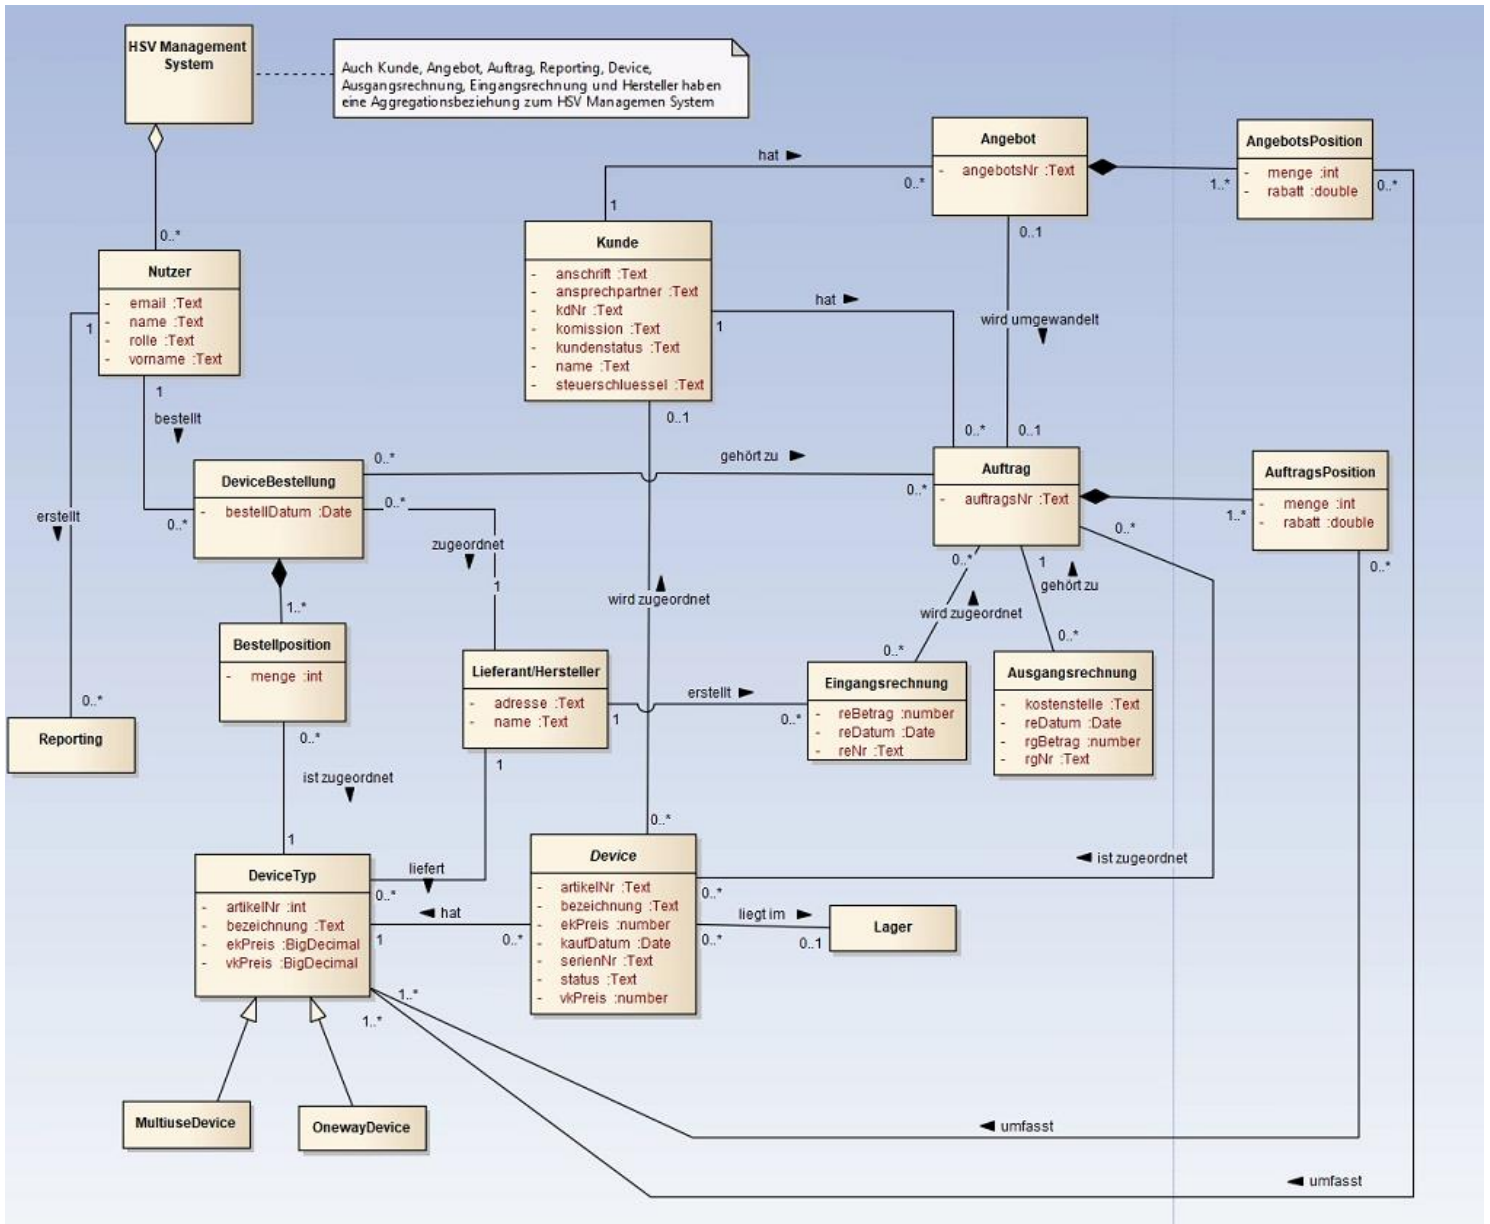 HSV Management
System
Auch Kunde, Angebot, Auftrag, Reporting, Device,
Ausgangsrechnung, Eingangsrechnung und Hersteller haben
eine Aggregationsbeziehung zum HSV Managemen System
0..*
Nutzer
- email :Text
- name :Text
- rolle :Text
- vorname :Text
1
1
bestellt
erstellt
0..*
0..*
Reporting
hat
1
0..*
Angebot
- angebotsNr :Text
1..*
AngebotsPosition
- menge :int
- rabatt :double
0..*
Kunde
- anschrift :Text
- ansprechpartner :Text
- kdNr :Text
- komission :Text
- kundenstatus :Text
- name :Text
- steuerschluessel :Text
hat
1
0..*
0..1
wird umgewandelt
0..1
0..1
DeviceBestellung
- bestellDatum :Date
0..*
gehört zu
0..*
Auftrag
- auftragsNr :Text
1..*
AuftragsPosition
- menge :int
- rabatt :double
0..*
0..*
zugeordnet
1
1..*
Bestellposition
- menge :int
0..*
ist zugeordnet
1
Lieferant/Hersteller
- adresse :Text
- name :Text
erstellt
1
0..*
1
liefert
0..*
wird zugeordnet
0..*
0..*
wird zugeordnet
0..*
1
gehört zu
0..*
0..*
Eingangsrechnung
- reBetrag :number
- reDatum :Date
- reNr :Text
Ausgangsrechnung
- kostenstelle :Text
- reDatum :Date
- rgBetrag :number
- rgNr :Text
DeviceTyp
- artikelNr :int
- bezeichnung :Text
- ekPreis :BigDecimal
- vkPreis :BigDecimal
hat
1
0..*
Device
- artikelNr :Text
- bezeichnung :Text
- ekPreis :number
- kaufDatum :Date
- serienNr :Text
- status :Text
- vkPreis :number
ist zugeordnet
0..*
liegt im
0..*
0..1
Lager
1..*
1..*
MultiuseDevice
OnewayDevice
umfasst
umfasst